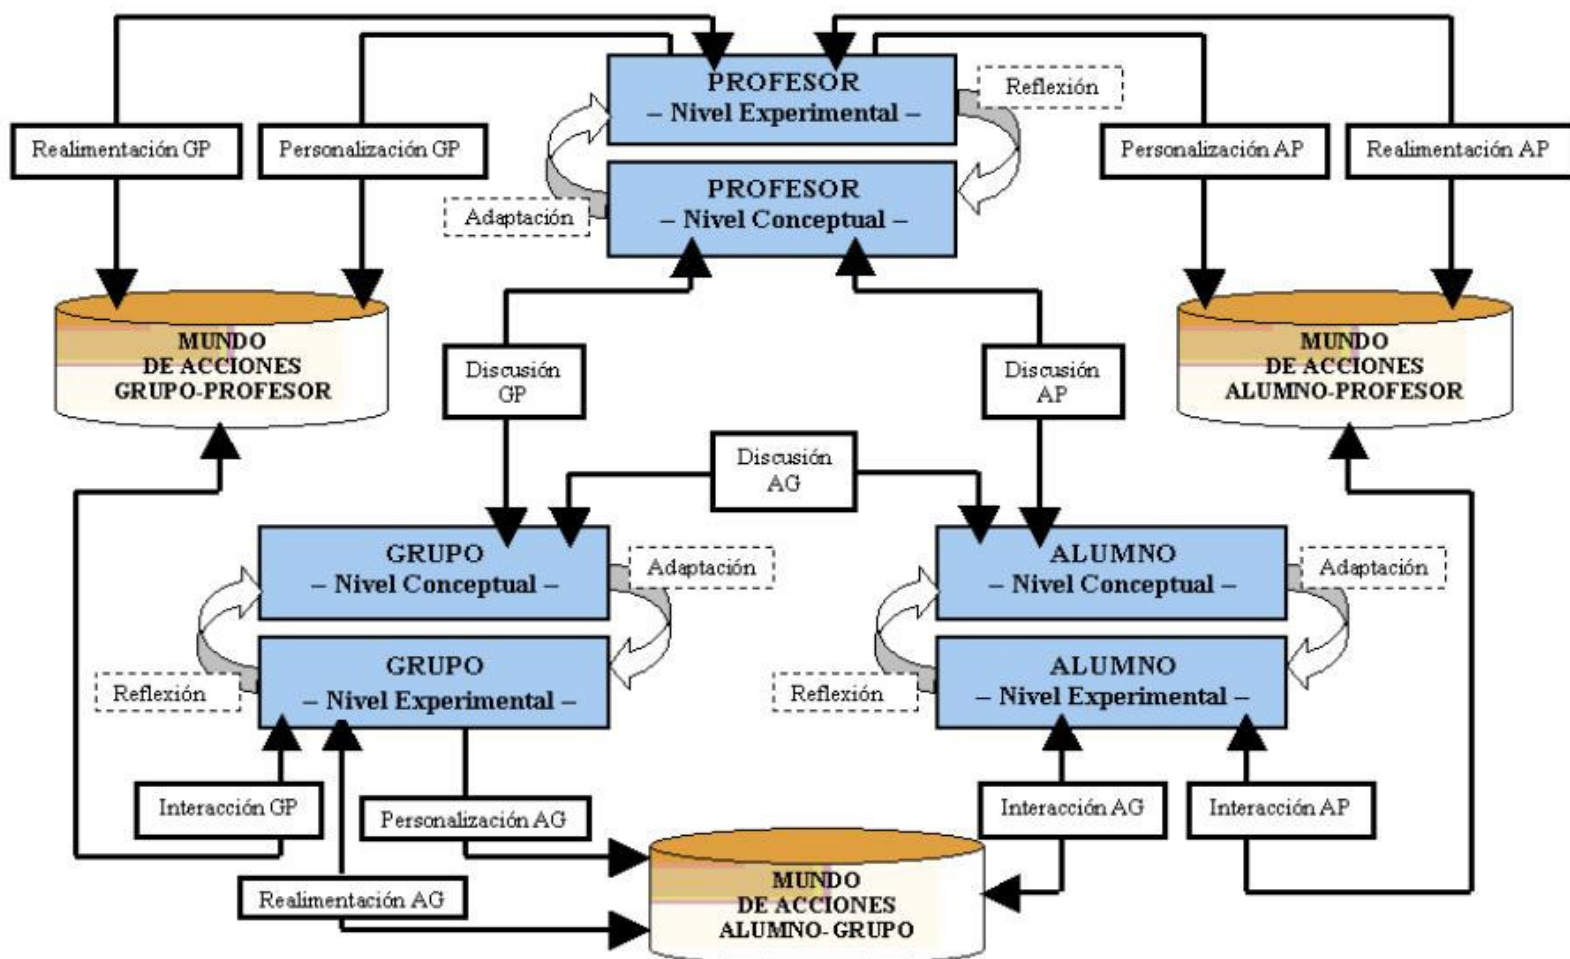 PROFESOR
– Nivel Experimental –
Reflexión
Realimentación GP
Personalización GP
Personalización AP
Realimentación AP
PROFESOR
– Nivel Conceptual –
Adaptación
MUNDO
DE ACCIONES
GRUPO-PROFESOR
Discusión
GP
Discusión
AP
MUNDO
DE ACCIONES
ALUMNO-PROFESOR
Discusión
AG
GRUPO
– Nivel Conceptual –
Adaptación
ALUMNO
– Nivel Conceptual –
Adaptación
GRUPO
– Nivel Experimental –
Reflexión
ALUMNO
– Nivel Experimental –
Reflexión
Interacción GP
Personalización AG
Interacción AG
Interacción AP
Realimentación AG
MUNDO
DE ACCIONES
ALUMNO- GRUPO